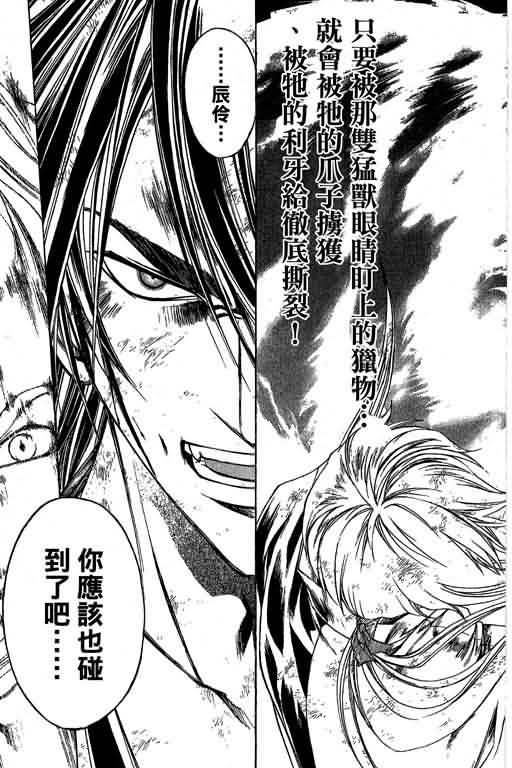 只要被那雙猛獸眼睛盯上的獵物…
就會被牠的爪子擄獲
、被牠的利牙給徹底撕裂！
……辰伶
你應該也碰
到了吧……